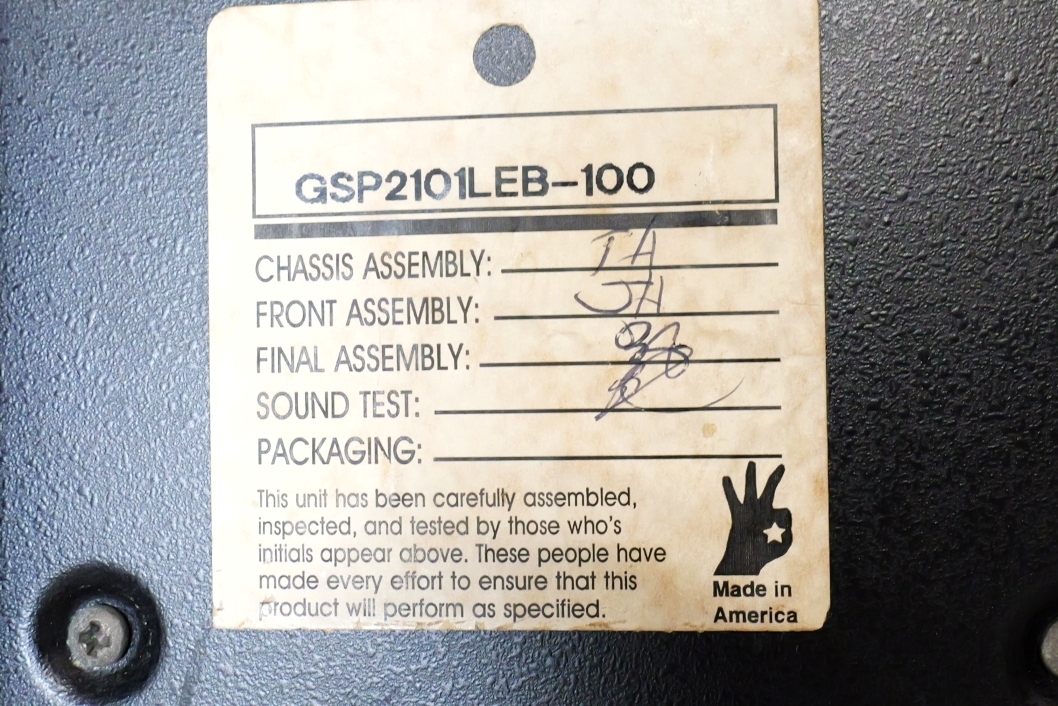 GSP2101LEB-100
CHASSIS ASSEMBLY: TA
FRONT ASSEMBLY: JH
FINAL ASSEMBLY:
SOUND TEST:
PACKAGING:
This unit has been carefully assembled,
inspected, and tested by those who's
initials appear above. These people have
made every effort to ensure that this
product will perform as specified.
Made in
America